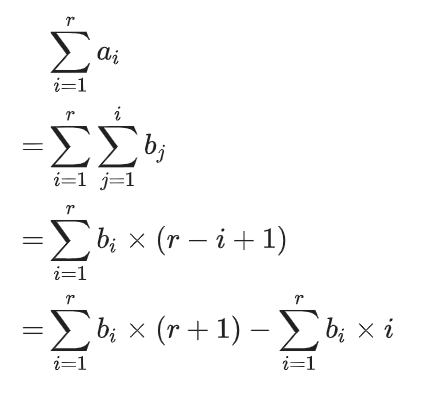 \sum_{i=1}^{r} a_i
= \sum_{i=1}^{r} \sum_{j=1}^{i} b_j
= \sum_{i=1}^{r} b_i \times (r - i + 1)
= \sum_{i=1}^{r} b_i \times (r + 1) - \sum_{i=1}^{r} b_i \times i